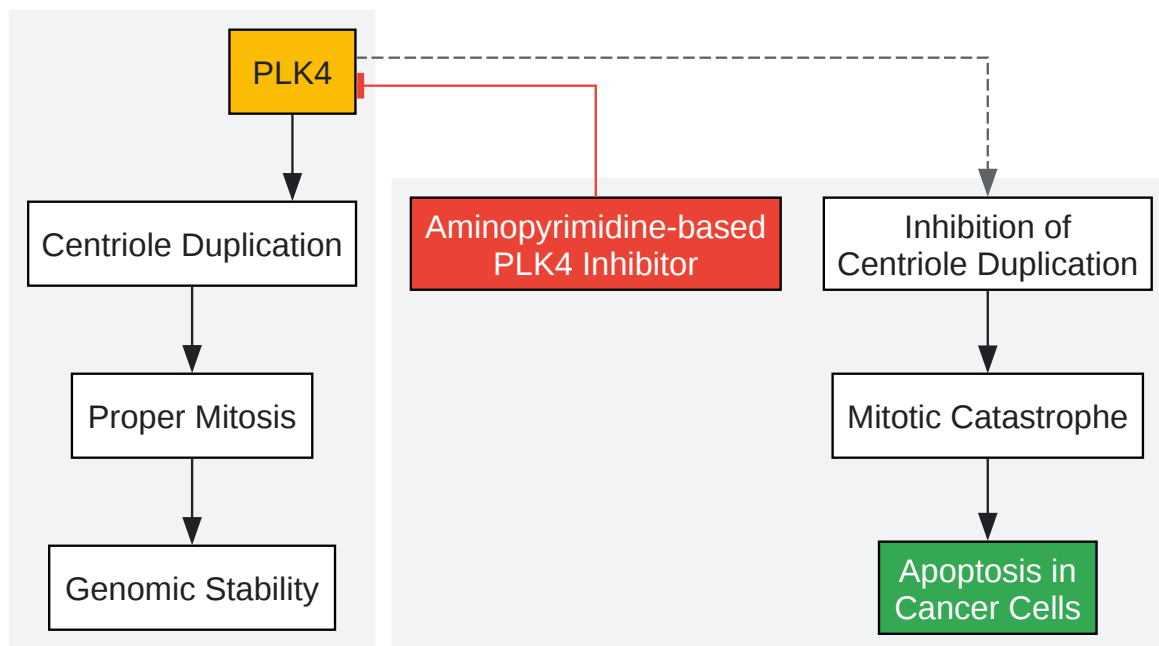 PLK4
Centriole Duplication
Proper Mitosis
Genomic Stability
Aminopyrimidine-based
PLK4 Inhibitor
Inhibition of
Centriole Duplication
Mitotic Catastrophe
Apoptosis in
Cancer Cells